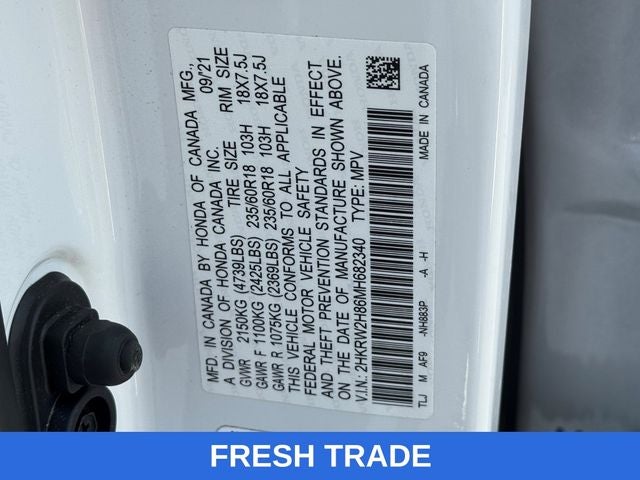 MFD. IN CANADA BY HONDA OF CANADA MFG.,
A DIVISION OF HONDA CANADA INC. 09/21
TIRE SIZE RIM SIZE
GVWR 2150KG (4739LBS)
GAWR F 1100KG (2425LBS) 235/60R18 103H 18X7.5J
GAWR R 1075KG (2369LBS) 235/60R18 103H 18X7.5J
THIS VEHICLE CONFORMS TO ALL APPLICABLE
FEDERAL MOTOR VEHICLE SAFETY
AND THEFT PREVENTION STANDARDS IN EFFECT
ON THE DATE OF MANUFACTURE SHOWN ABOVE.
V.I.N.: 2HKRW2H86MH682340 TYPE: MPV
TLJ M AF9 -NH883P -A -H MADE IN CANADA
FRESH TRADE